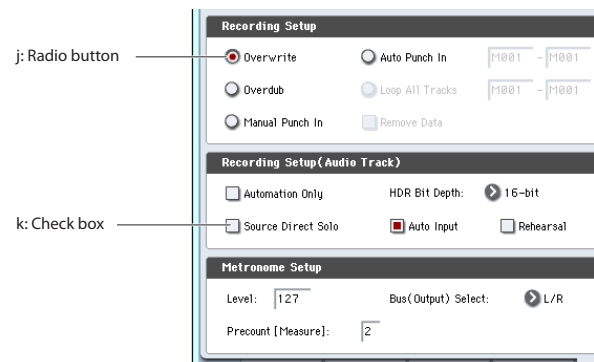 Recording Setup
j: Radio button
Overwrite Auto Punch In M001 - M001
Overdub Loop All Tracks M001 - M001
Manual Punch In Remove Data
Recording Setup(Audio Track)
Automation Only HDR Bit Depth: 16-bit
k: Check box
Source Direct Solo Auto Input Rehearsal
Metronome Setup
Level: 127 Bus(Output) Select: L/R
Precount [Measure]: 2